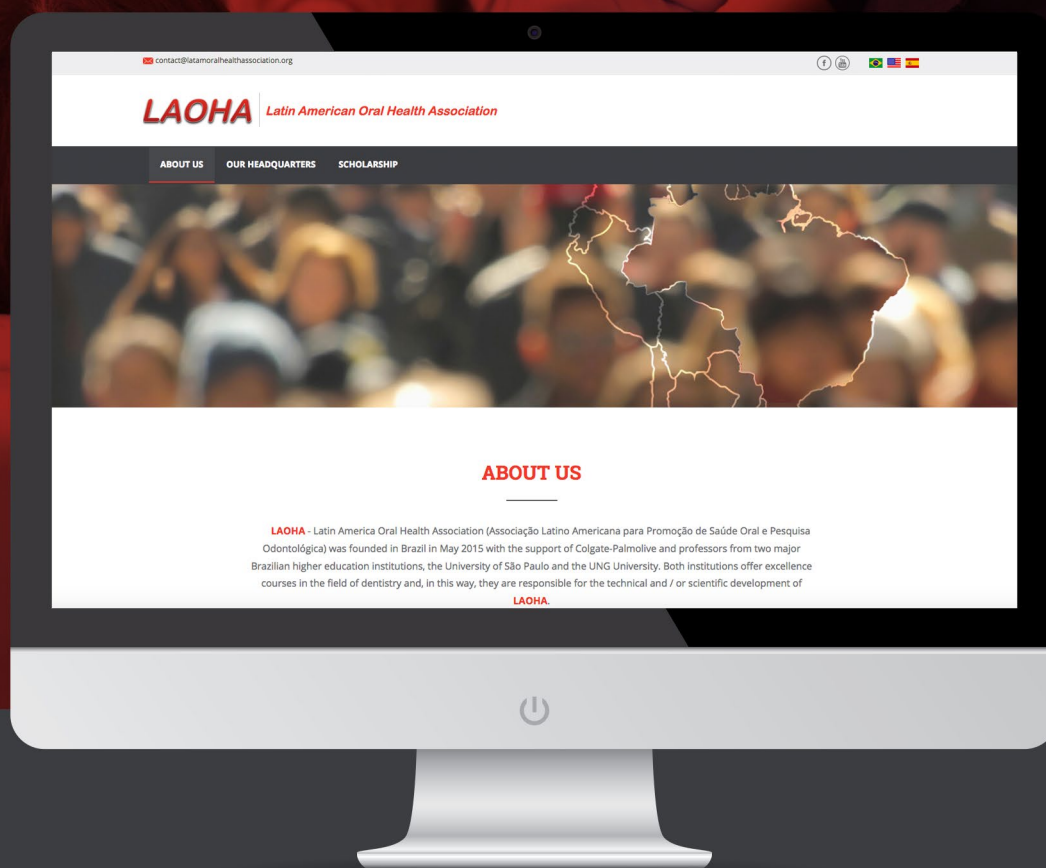 contact@latamoralhealthassociation.org
LAOHA Latin American Oral Health Association
ABOUT US OUR HEADQUARTERS SCHOLARSHIP
ABOUT US
LAOHA - Latin America Oral Health Association (Associação Latino Americana para Promoção de Saúde Oral e Pesquisa
Odontológica) was founded in Brazil in May 2015 with the support of Colgate-Palmolive and professors from two major
Brazilian higher education institutions, the University of São Paulo and the UNG University. Both institutions offer excellence
courses in the field of dentistry and, in this way, they are responsible for the technical and / or scientific development of
LAOHA.